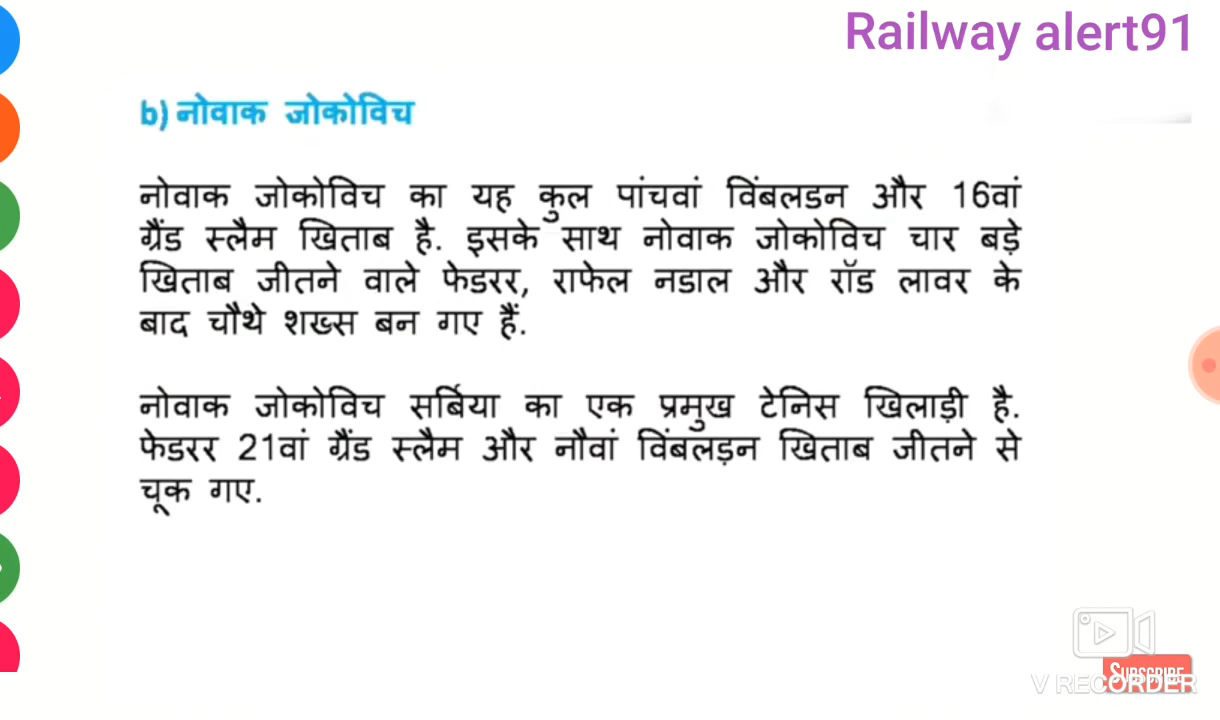 Railway alert91
b) नोवाक जोकोविच
नोवाक जोकोविच का यह कुल पांचवां विंबलडन और 16वां
ग्रैंड स्लैम खिताब है. इसके साथ नोवाक जोकोविच चार बड़े
खिताब जीतने वाले फेडरर, राफेल नडाल और रॉड लावर के
बाद चौथे शख्स बन गए हैं.
नोवाक जोकोविच सर्बिया का एक प्रमुख टेनिस खिलाड़ी है.
फेडरर 21वां ग्रैंड स्लैम और नौवां विंबलड़न खिताब जीतने से
चूक गए.
SUBSCRIBE
V RECORDER